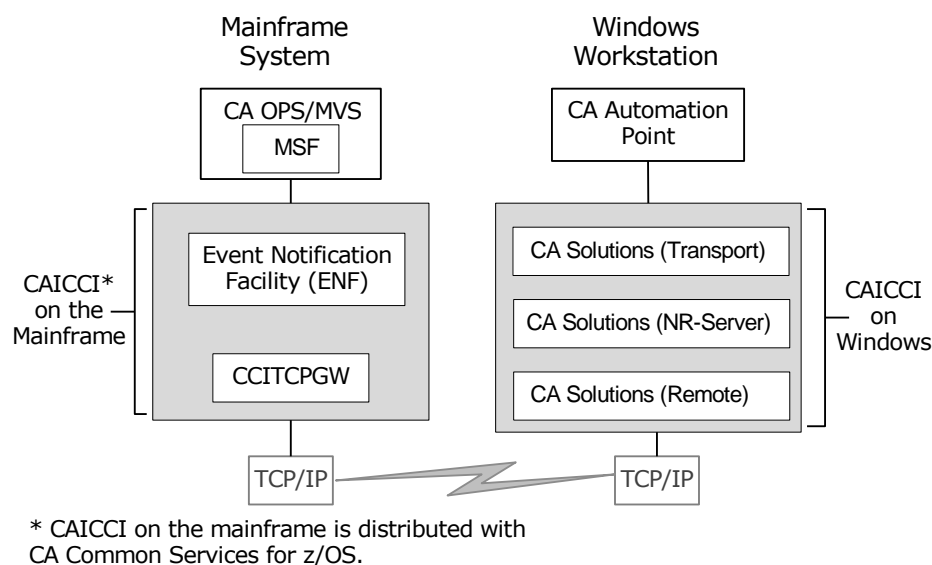 Mainframe
System
Windows
Workstation
CA OPS/MVS
MSF
CA Automation
Point
CAICCI*
on the
Mainframe
Event Notification
Facility (ENF)
CCITCPGW
CA Solutions (Transport)
CA Solutions (NR-Server)
CA Solutions (Remote)
CAICCI
on
Windows
TCP/IP
TCP/IP
* CAICCI on the mainframe is distributed with
CA Common Services for z/OS.